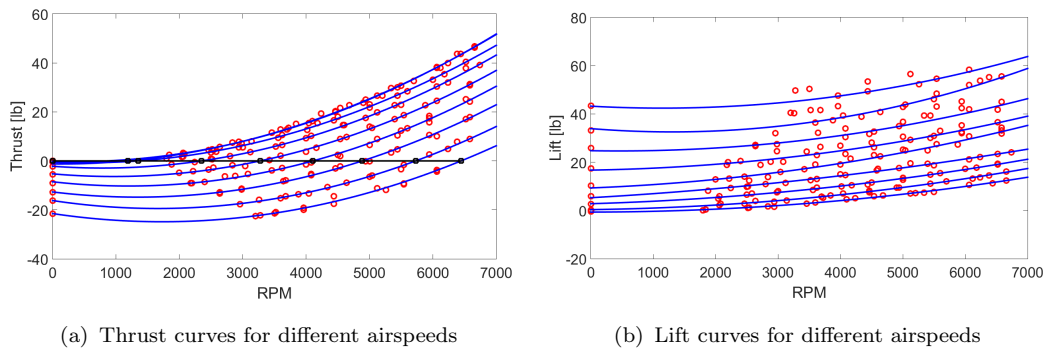 60
40
20
0
-20
-40
Thrust [lb]
0 1000 2000 3000 4000 5000 6000 7000
RPM
80
60
40
20
0
-20
Lift [lb]
0 1000 2000 3000 4000 5000 6000 7000
RPM
(a) Thrust curves for different airspeeds
(b) Lift curves for different airspeeds